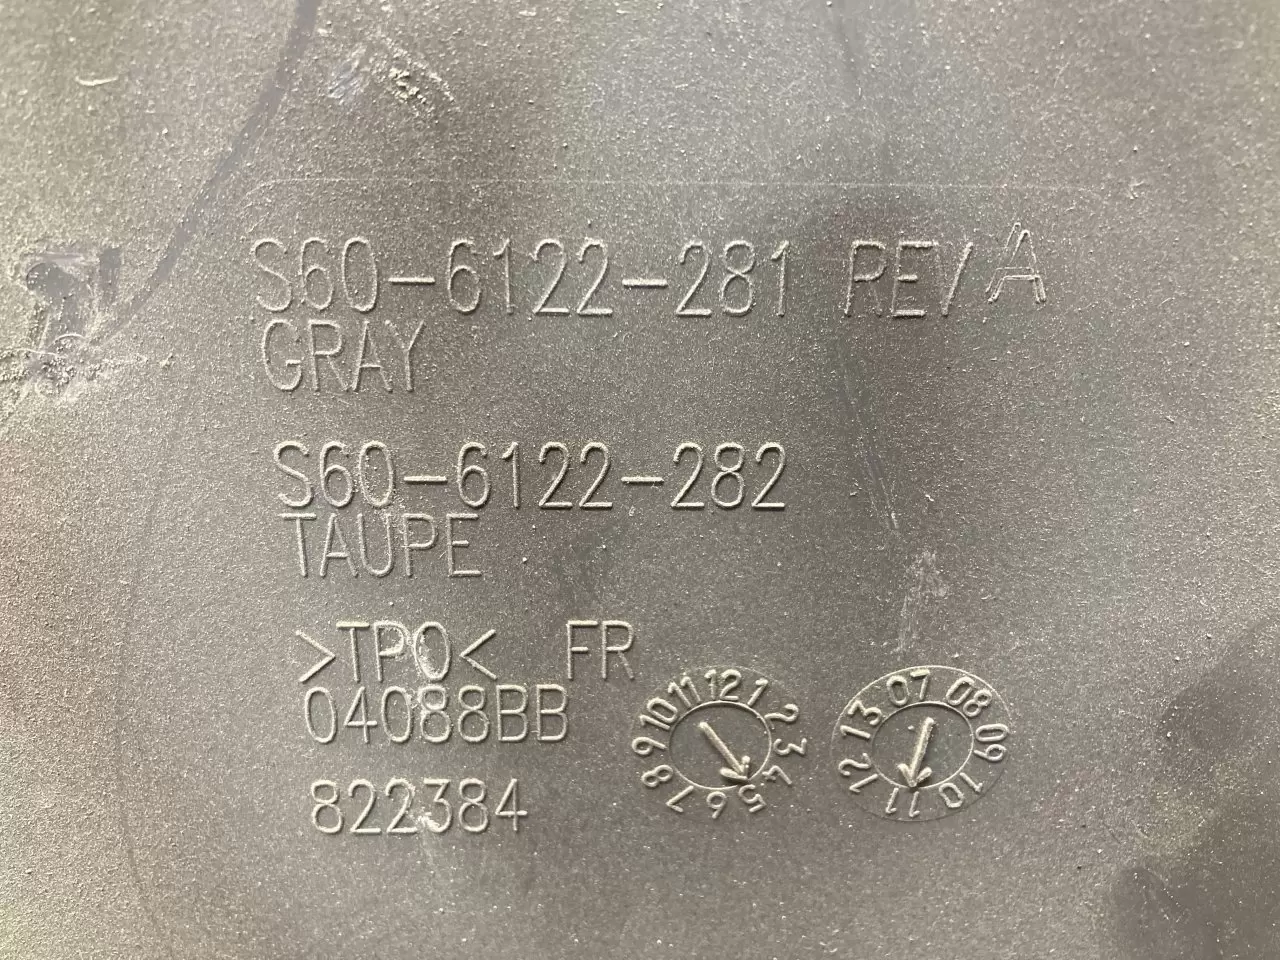 S60-6122-281 REV A
GRAY
S60-6122-282
TAUPE
>TPO< FR
04088BB
822384
12 1 2 3 4 5 6 7 8 9 10 11
07 08 09 10 11 12 13